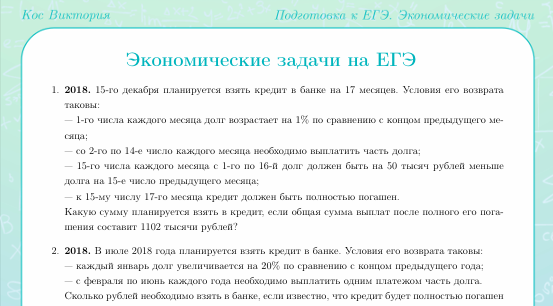 Кос Виктория
Подготовка к ЕГЭ. Экономические задачи
Экономические задачи на ЕГЭ
1. 2018. 15-го декабря планируется взять кредит в банке на 17 месяцев. Условия его возврата
таковы:
— 1-го числа каждого месяца долг возрастает на 1% по сравнению с концом предыдущего ме-
сяца;
— со 2-го по 14-е число каждого месяца необходимо выплатить часть долга;
— 15-го числа каждого месяца с 1-го по 16-й долг должен быть на 50 тысяч рублей меньше
долга на 15-е число предыдущего месяца;
— к 15-му числу 17-го месяца кредит должен быть полностью погашен.
Какую сумму планируется взять в кредит, если общая сумма выплат после полного его пога-
шения составит 1102 тысячи рублей?
2. 2018. В июле 2018 года планируется взять кредит в банке. Условия его возврата таковы:
— каждый январь долг увеличивается на 20% по сравнению с концом предыдущего года;
— с февраля по июнь каждого года необходимо выплатить одним платежом часть долга.
Сколько рублей необходимо взять в банке, если известно, что кредит будет полностью погашен